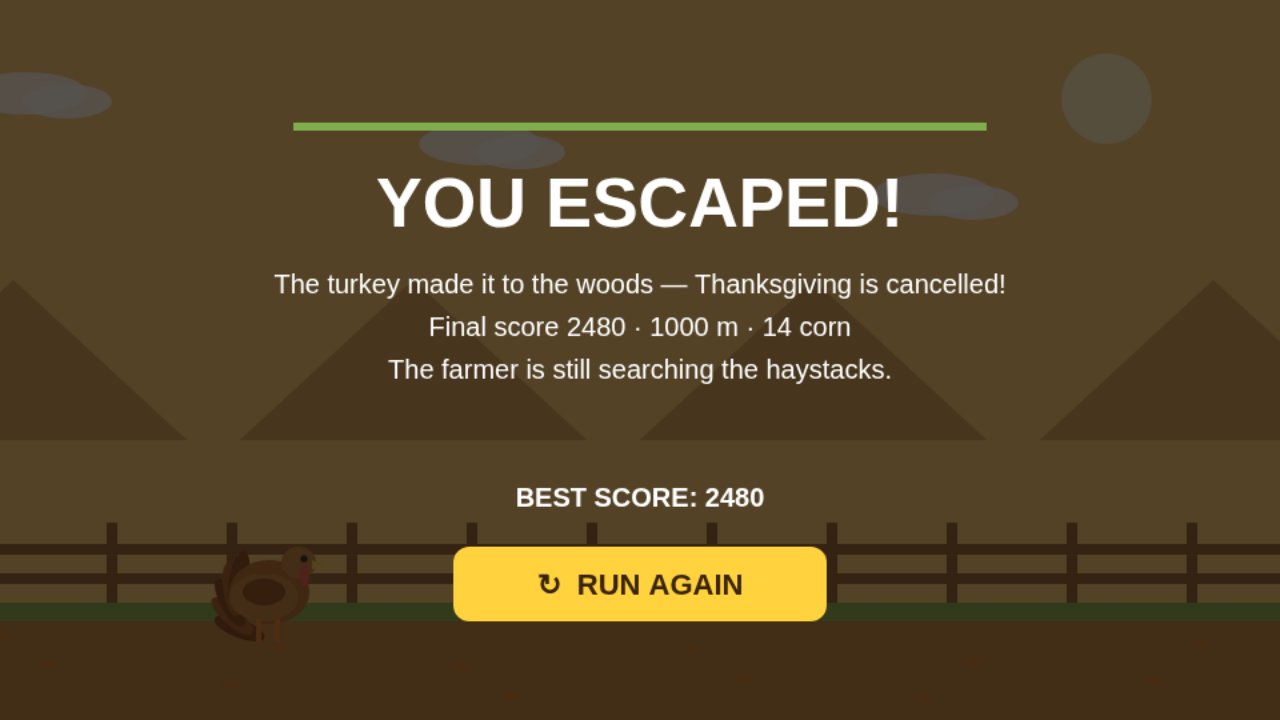 YOU ESCAPED!
The turkey made it to the woods — Thanksgiving is cancelled!
Final score 2480 · 1000 m · 14 corn
The farmer is still searching the haystacks.
BEST SCORE: 2480
↻ RUN AGAIN